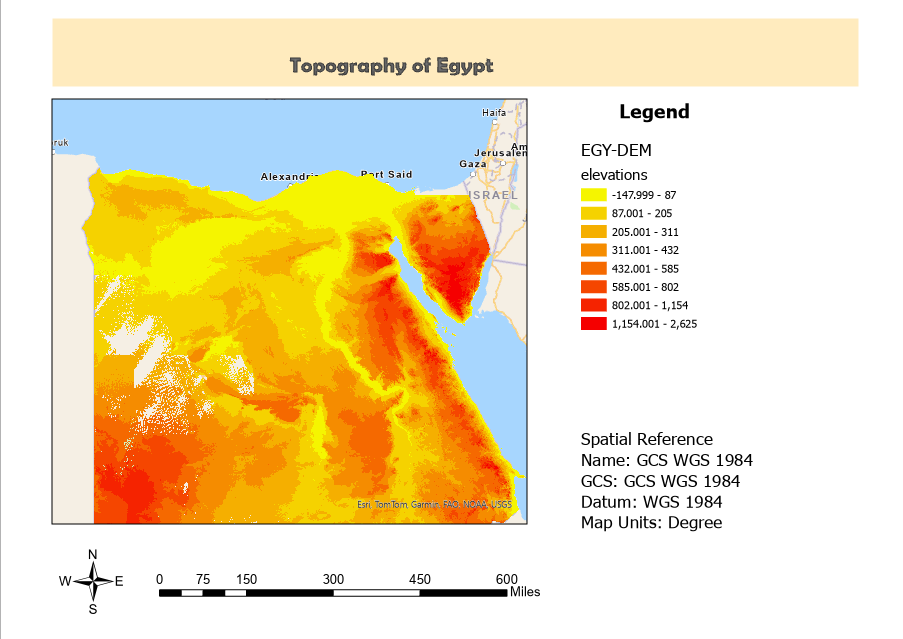 Topography of Egypt
Legend
EGY-DEM
elevations
-147.999 - 87
87.001 - 205
205.001 - 311
311.001 - 432
432.001 - 585
585.001 - 802
802.001 - 1,154
1,154.001 - 2,625
Haifa
ruk
Am
Jerusalem
Gaza
Alexandria
Port Said
ISRAEL
Esri, TomTom, Garmin, FAO, NOAA, USGS
Spatial Reference
Name: GCS WGS 1984
GCS: GCS WGS 1984
Datum: WGS 1984
Map Units: Degree
N
W E
S
0 75 150 300 450 600
Miles